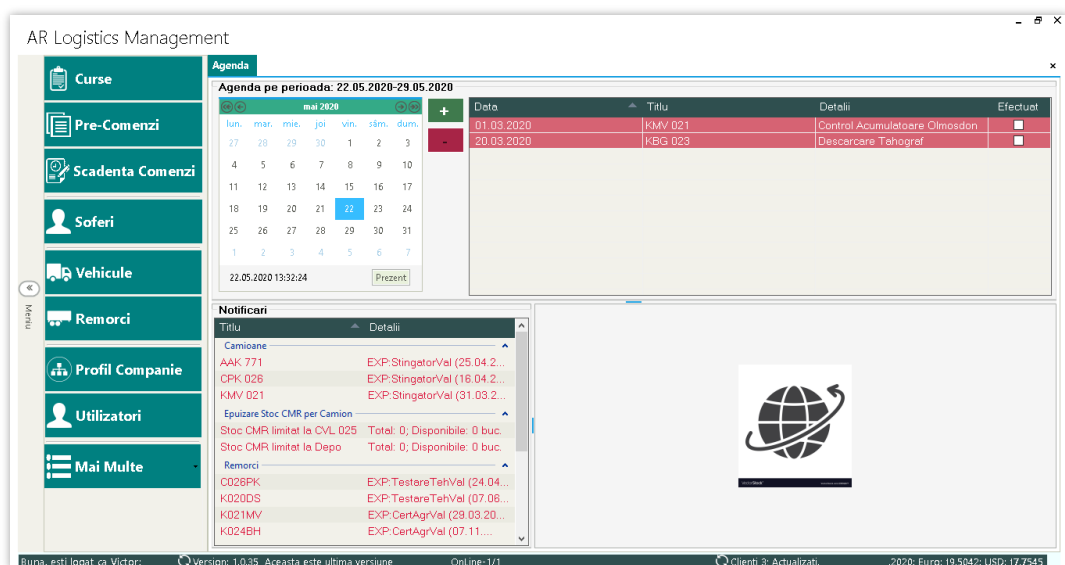 AR Logistics Management
Meniu
Curse
Pre-Comenzi
Scadenta Comenzi
Soferi
Vehicule
Remorci
Profil Companie
Utilizatori
Mai Multe
Agenda
Agenda pe perioada: 22.05.2020-29.05.2020
mai 2020
lun. mar. mie. joi vin. sâm. dum.
27 28 29 30 1 2 3
4 5 6 7 8 9 10
11 12 13 14 15 16 17
18 19 20 21 22 23 24
25 26 27 28 29 30 31
1 2 3 4 5 6 7
22.05.2020 13:32:24 Prezent
+
-
Data Titlu Detalii Efectuat
01.03.2020 KMV 021 Control Acumulatoare Olmosdon
20.03.2020 KBG 023 Descarcare Tahograf
Notificari
Titlu Detalii
Camioane
AAK 771 EXP:StingatorVal (25.04.2...
CPK 026 EXP:StingatorVal (16.04.2...
KMV 021 EXP:StingatorVal (31.03.2...
Epuizare Stoc CMR per Camion
Stoc CMR limitat la CVL 025 Total: 0; Disponibile: 0 buc.
Stoc CMR limitat la Depo Total: 0; Disponibile: 0 buc.
Remorci
C026PK EXP:TestareTehVal (24.04...
K020DS EXP:TestareTehVal (07.06...
K021MV EXP:CertAgrVal (29.03.20...
K024BH EXP:CertAgrVal (07.11....
Buna, esti logat ca Victor; Version: 1.0.35 Aceasta este ultima versiune OnLine-1/1 Clienti 3: Actualizati. .2020: Euro: 19.5042; USD: 17.7545